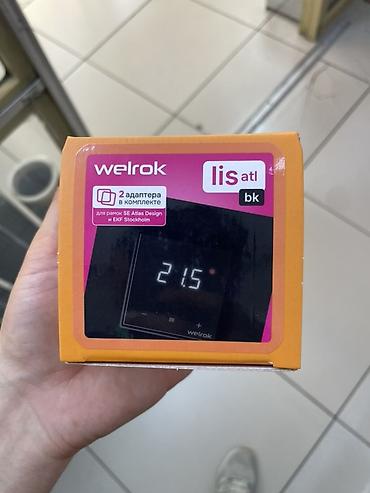 welrok
lis atl
bk
2 адаптера
в комплекте
для рамок SE Atlas Design
и EKF Stockholm
21.5
− +
welrok